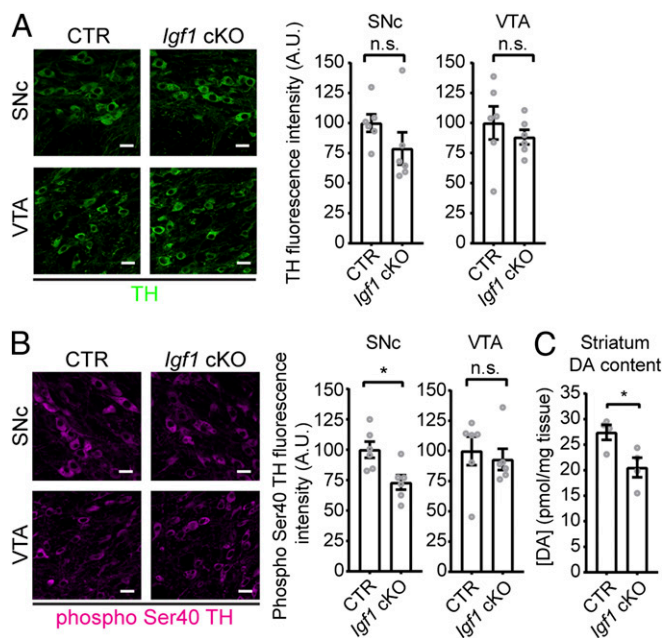 A
CTR
Igf1 cKO
SNc
VTA
TH
TH fluorescence intensity (A.U.)
SNc
n.s.
150
125
100
75
50
25
0
CTR
Igf1 cKO
VTA
n.s.
150
125
100
75
50
25
0
CTR
Igf1 cKO
B
CTR
Igf1 cKO
SNc
VTA
phospho Ser40 TH
Phospho Ser40 TH fluorescence
intensity (A.U.)
SNc
*
150
125
100
75
50
25
0
CTR
Igf1 cKO
VTA
n.s.
150
125
100
75
50
25
0
CTR
Igf1 cKO
C
Striatum
DA content
[DA] (pmol/mg tissue)
*
35
30
25
20
15
10
5
0
CTR
Igf1 cKO